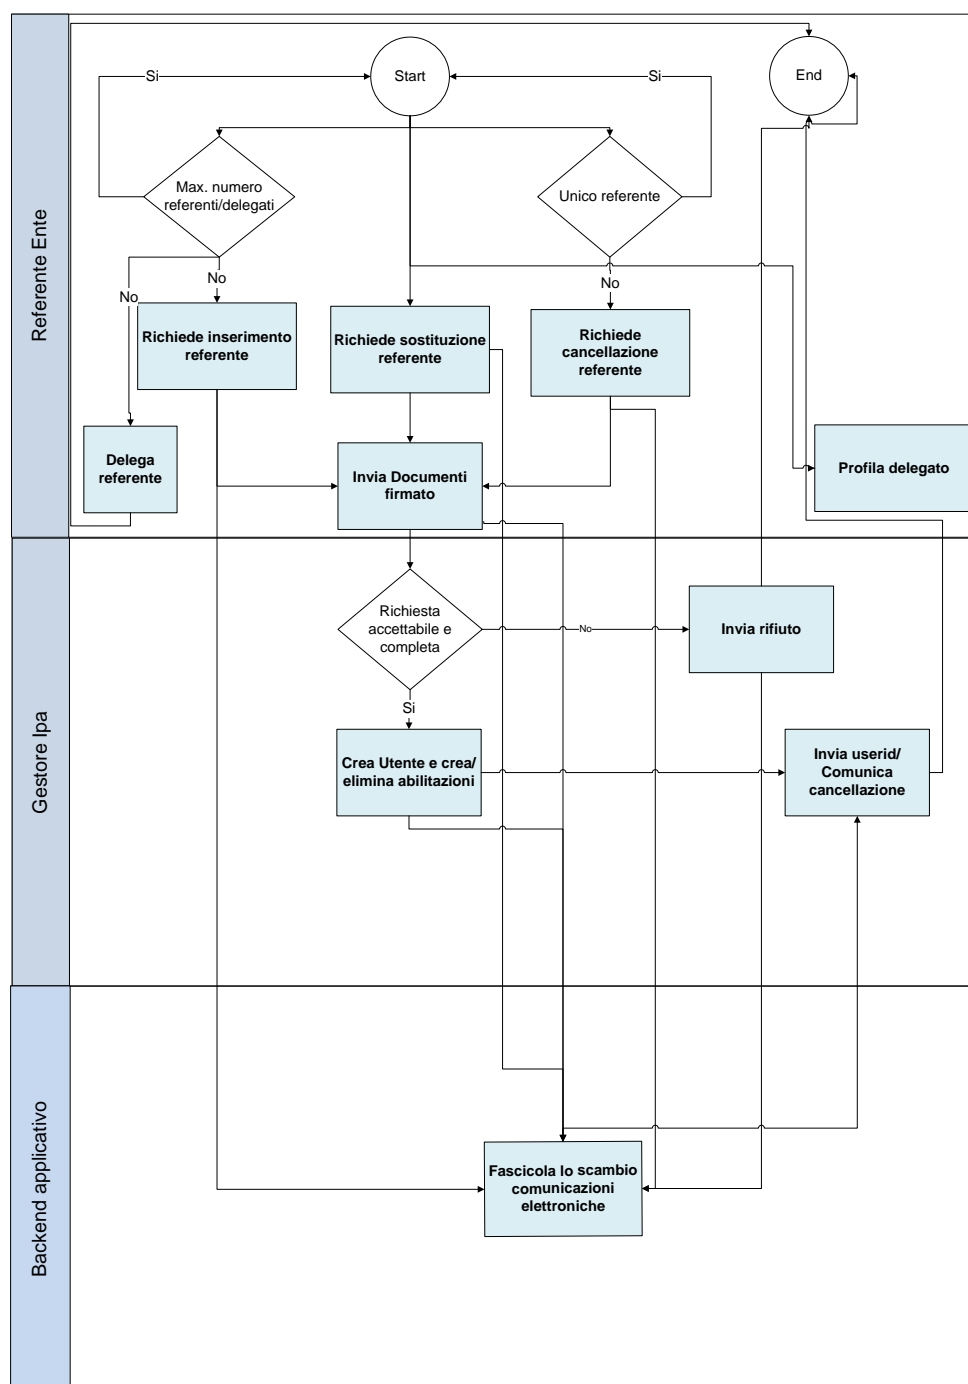 Referente Ente
Start
End
Si
Si
Max. numero
referenti/delegati
Unico referente
No
No
No
Richiede inserimento
referente
Richiede sostituzione
referente
Richiede
cancellazione
referente
Delega
referente
Invia Documenti
firmato
Profila delegato
Gestore Ipa
Richiesta
accettabile e
completa
No
Invia rifiuto
Si
Crea Utente e crea/
elimina abilitazioni
Invia userid/
Comunica
cancellazione
Backend applicativo
Fascicola lo scambio
comunicazioni
elettroniche